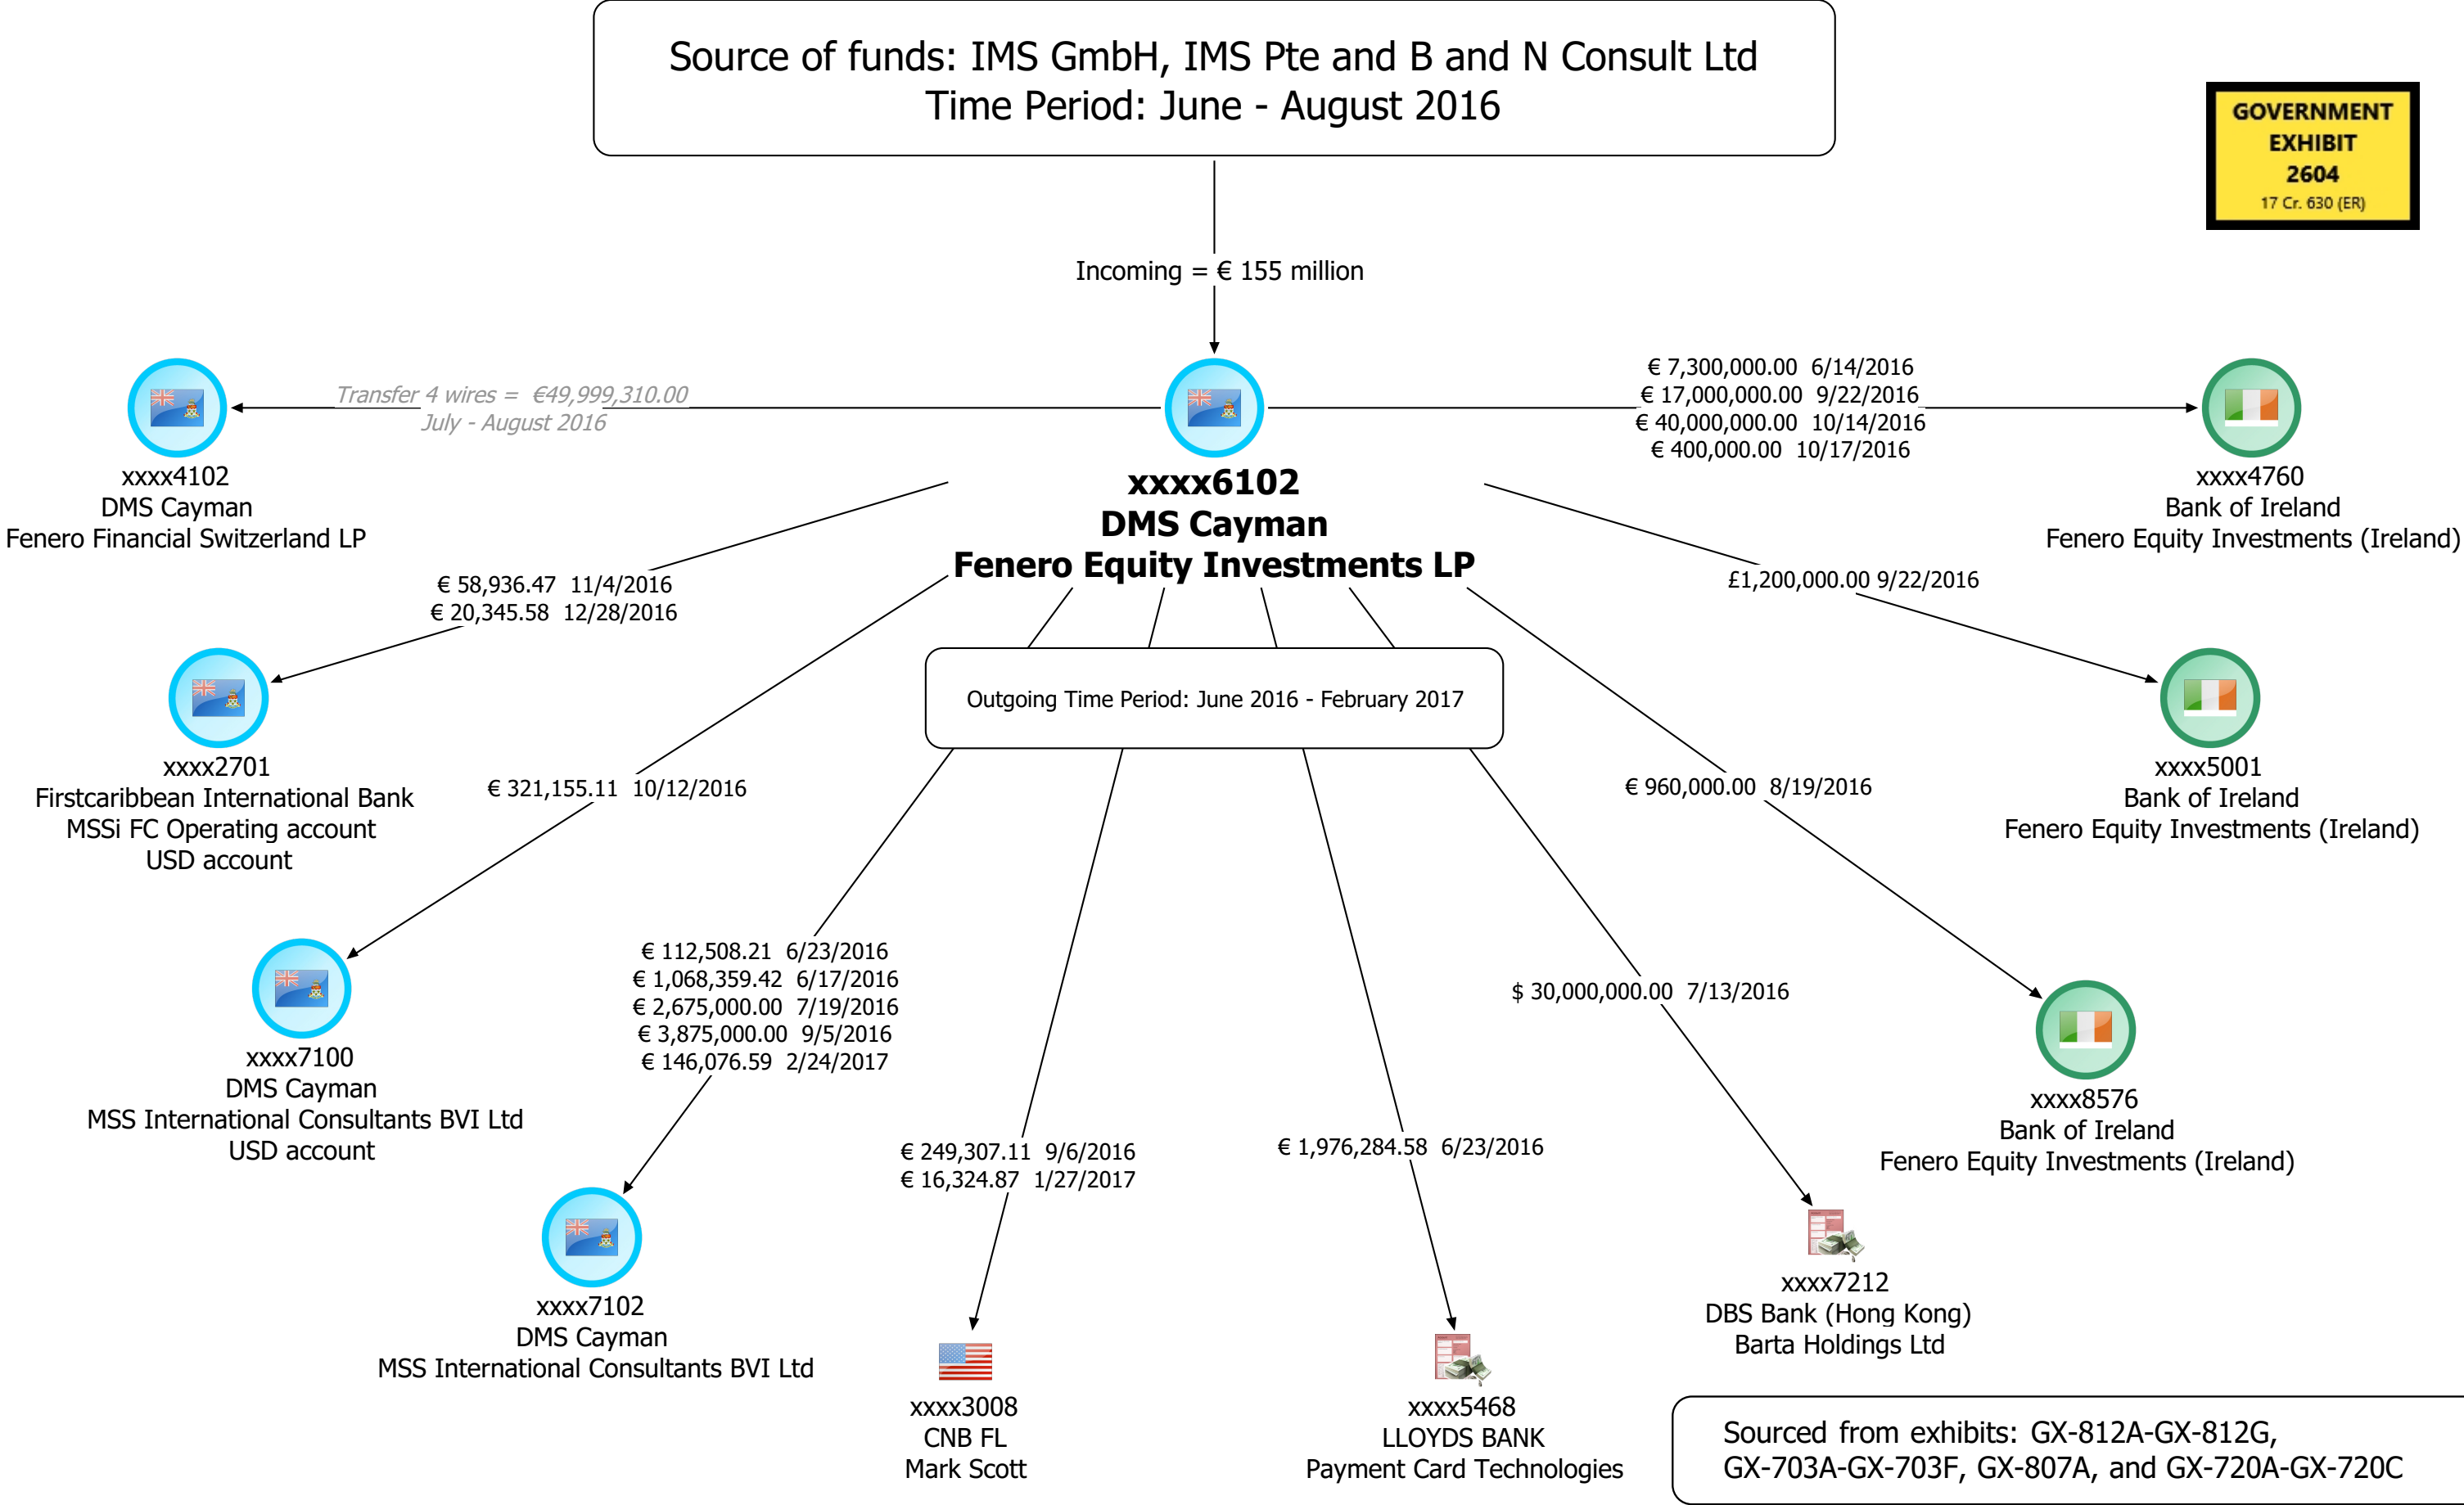 Source of funds: IMS GmbH, IMS Pte and B and N Consult Ltd
Time Period: June - August 2016
GOVERNMENT
EXHIBIT
2604
17 Cr. 630 (ER)
Incoming = € 155 million
Transfer 4 wires = €49,999,310.00
July - August 2016
€ 7,300,000.00 6/14/2016
€ 17,000,000.00 9/22/2016
€ 40,000,000.00 10/14/2016
€ 400,000.00 10/17/2016
xxxx4102
DMS Cayman
Fenero Financial Switzerland LP
xxxx6102
DMS Cayman
Fenero Equity Investments LP
xxxx4760
Bank of Ireland
Fenero Equity Investments (Ireland)
€ 58,936.47 11/4/2016
€ 20,345.58 12/28/2016
£1,200,000.00 9/22/2016
Outgoing Time Period: June 2016 - February 2017
xxxx2701
Firstcaribbean International Bank
MSSi FC Operating account
USD account
€ 321,155.11 10/12/2016
€ 960,000.00 8/19/2016
xxxx5001
Bank of Ireland
Fenero Equity Investments (Ireland)
€ 112,508.21 6/23/2016
€ 1,068,359.42 6/17/2016
€ 2,675,000.00 7/19/2016
€ 3,875,000.00 9/5/2016
€ 146,076.59 2/24/2017
$ 30,000,000.00 7/13/2016
xxxx7100
DMS Cayman
MSS International Consultants BVI Ltd
USD account
€ 249,307.11 9/6/2016
€ 16,324.87 1/27/2017
€ 1,976,284.58 6/23/2016
xxxx8576
Bank of Ireland
Fenero Equity Investments (Ireland)
xxxx7102
DMS Cayman
MSS International Consultants BVI Ltd
xxxx7212
DBS Bank (Hong Kong)
Barta Holdings Ltd
xxxx3008
CNB FL
Mark Scott
xxxx5468
LLOYDS BANK
Payment Card Technologies
Sourced from exhibits: GX-812A-GX-812G,
GX-703A-GX-703F, GX-807A, and GX-720A-GX-720C